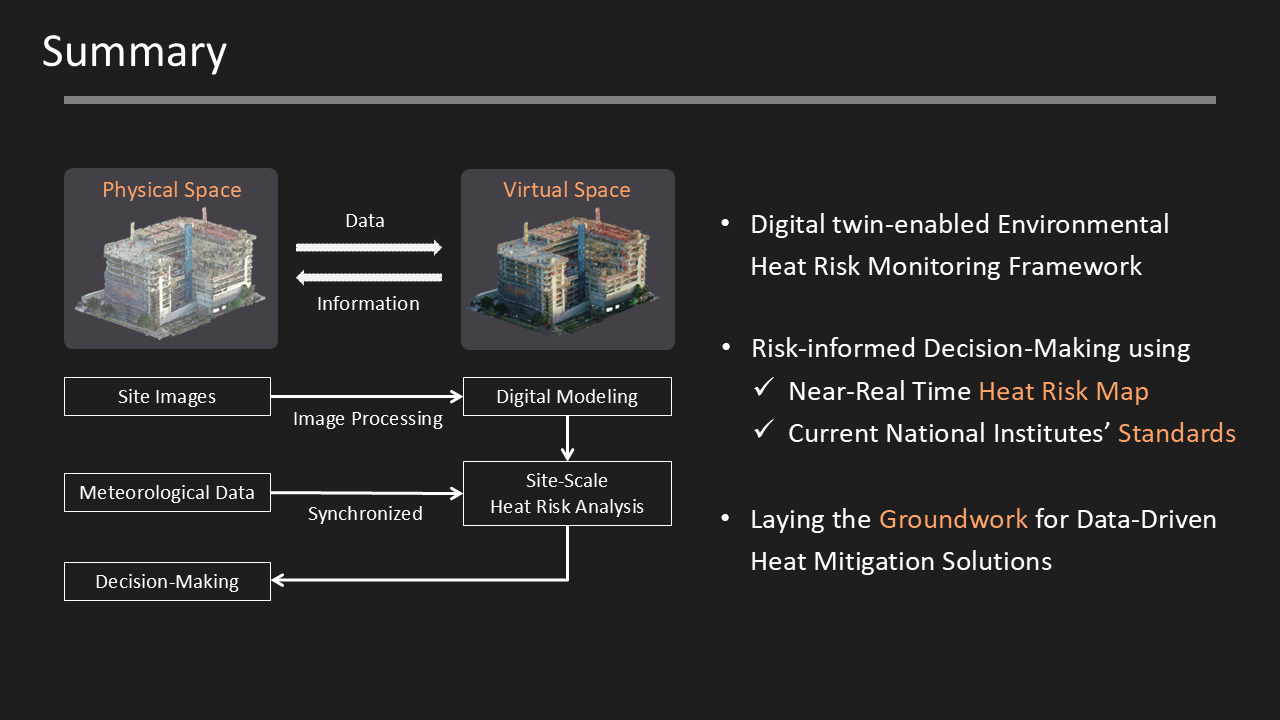 Summary
Physical Space
Data
Information
Virtual Space
Site Images
Image Processing
Digital Modeling
Meteorological Data
Synchronized
Site-Scale
Heat Risk Analysis
Decision-Making
• Digital twin-enabled Environmental
Heat Risk Monitoring Framework
• Risk-informed Decision-Making using
✓ Near-Real Time Heat Risk Map
✓ Current National Institutes’ Standards
• Laying the Groundwork for Data-Driven
Heat Mitigation Solutions